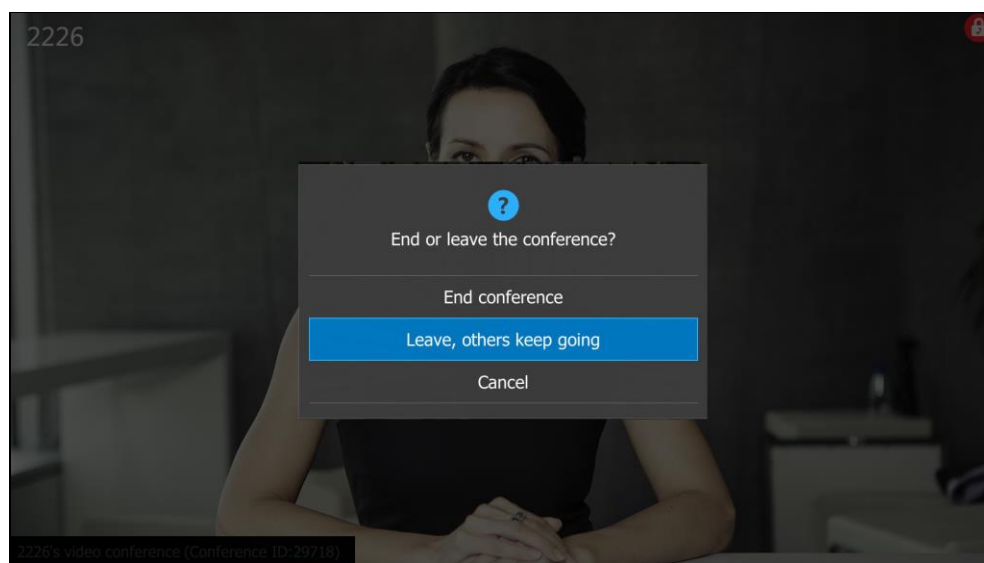 2226
?
End or leave the conference?
End conference
Leave, others keep going
Cancel
2226's video conference (Conference ID:29718)